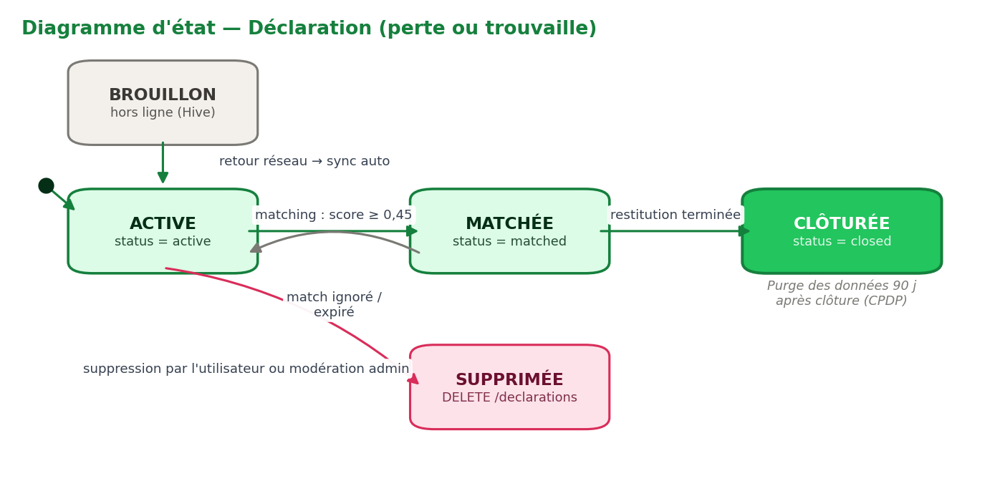 Diagramme d'état — Déclaration (perte ou trouvaille)
BROUILLON
hors ligne (Hive)
retour réseau → sync auto
ACTIVE
status = active
matching : score ≥ 0,45
MATCHÉE
status = matched
restitution terminée
CLÔTURÉE
status = closed
Purge des données 90 j
après clôture (CPDP)
match ignoré /
expiré
suppression par l'utilisateur ou modération admin
SUPPRIMÉE
DELETE /declarations